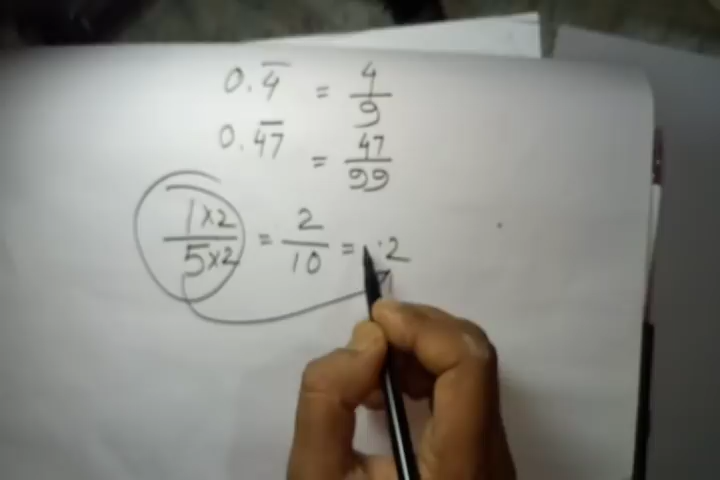 0.4̅ = 4/9
0.4̅7̅ = 47/99
1×2/5×2 = 2/10 = .2